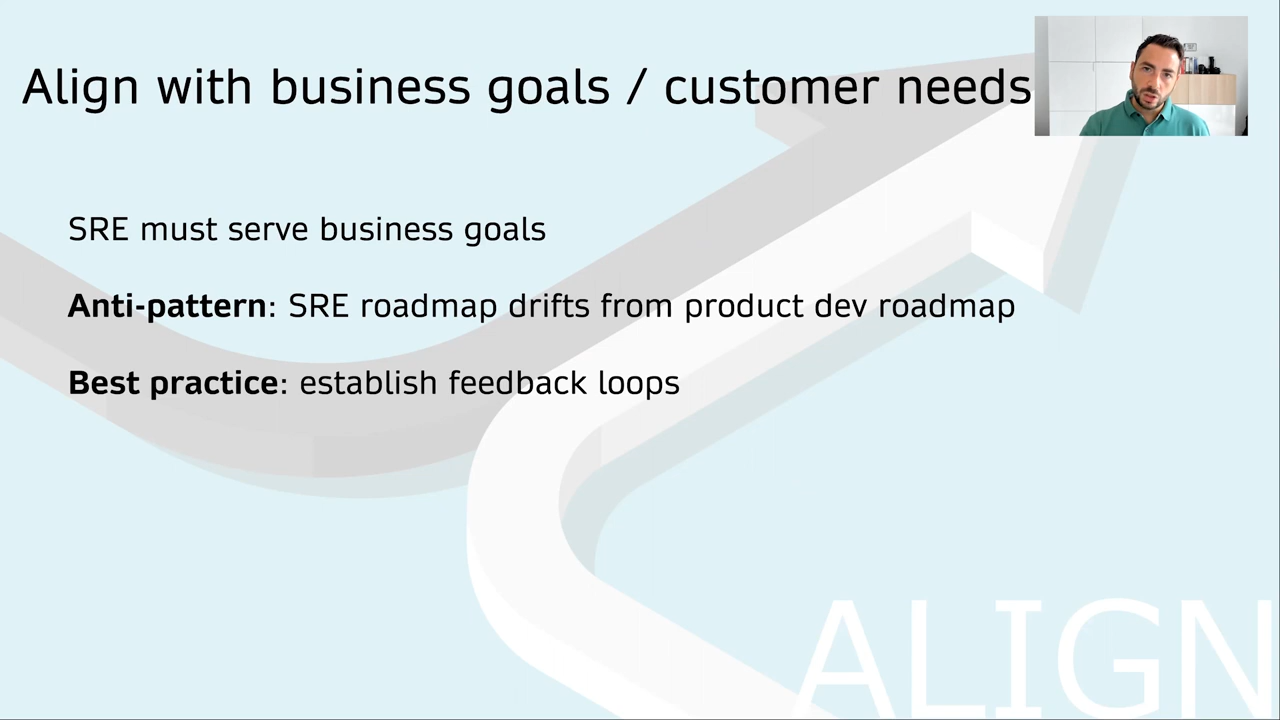 Align with business goals / customer needs
SRE must serve business goals
Anti-pattern: SRE roadmap drifts from product dev roadmap
Best practice: establish feedback loops
ALIGN